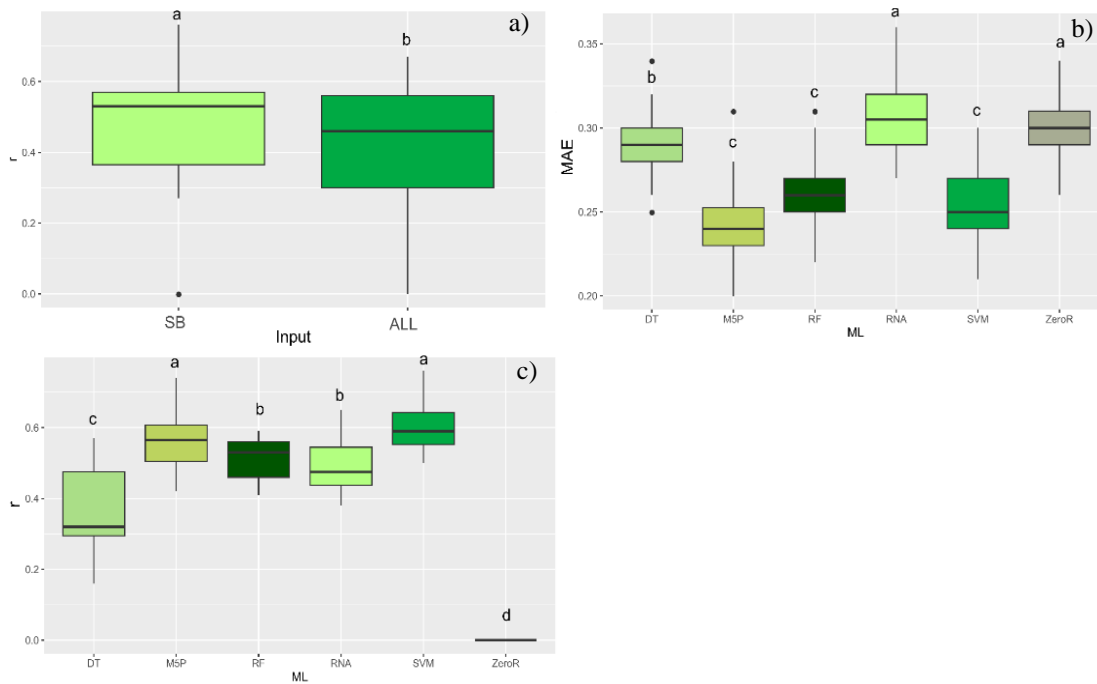 a)
a
b
r
0.6
0.4
0.2
0.0
SB
ALL
Input
b)
a
a
b
c
c
c
MAE
0.35
0.30
0.25
0.20
DT
M5P
RF
RNA
SVM
ZeroR
ML
c)
a
a
c
b
b
d
r
0.6
0.4
0.2
0.0
DT
M5P
RF
RNA
SVM
ZeroR
ML